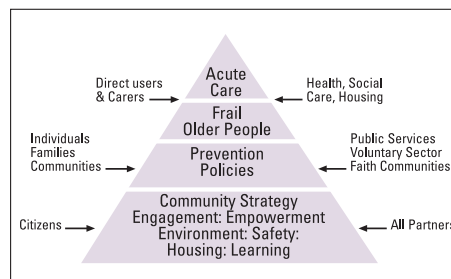 Acute
Care
Direct users
& Carers
Health, Social
Care, Housing
Frail
Older People
Individuals
Families
Communities
Prevention
Policies
Public Services
Voluntary Sector
Faith Communities
Community Strategy
Engagement: Empowerment
Environment: Safety:
Housing: Learning
Citizens
All Partners